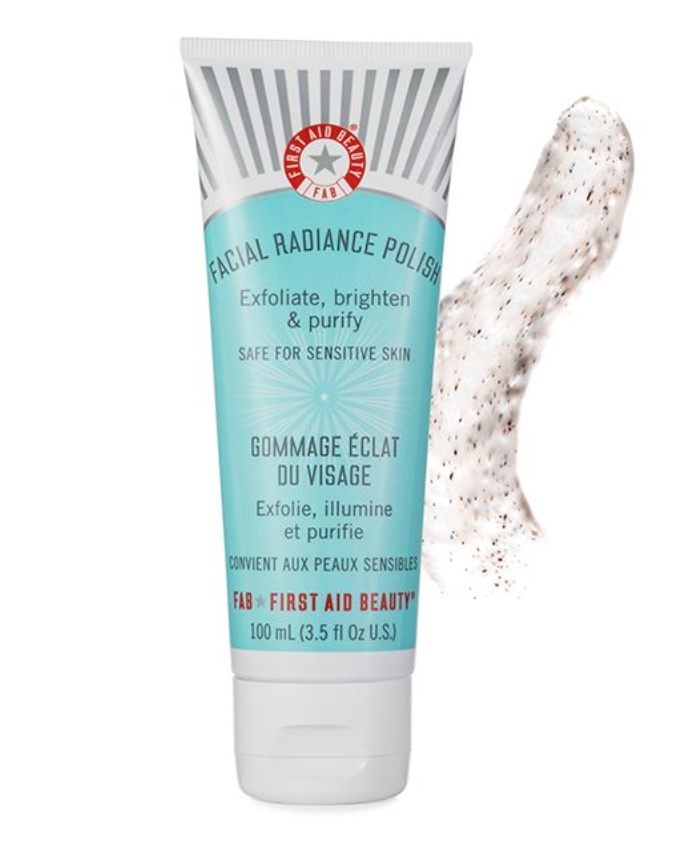 FIRST AID BEAUTY®
FAB
FACIAL RADIANCE POLISH
Exfoliate, brighten
& purify
SAFE FOR SENSITIVE SKIN
GOMMAGE ÉCLAT
DU VISAGE
Exfolie, illumine
et purifie
CONVIENT AUX PEAUX SENSIBLES
FAB★FIRST AID BEAUTY®
100 mL (3.5 fl Oz U.S.)